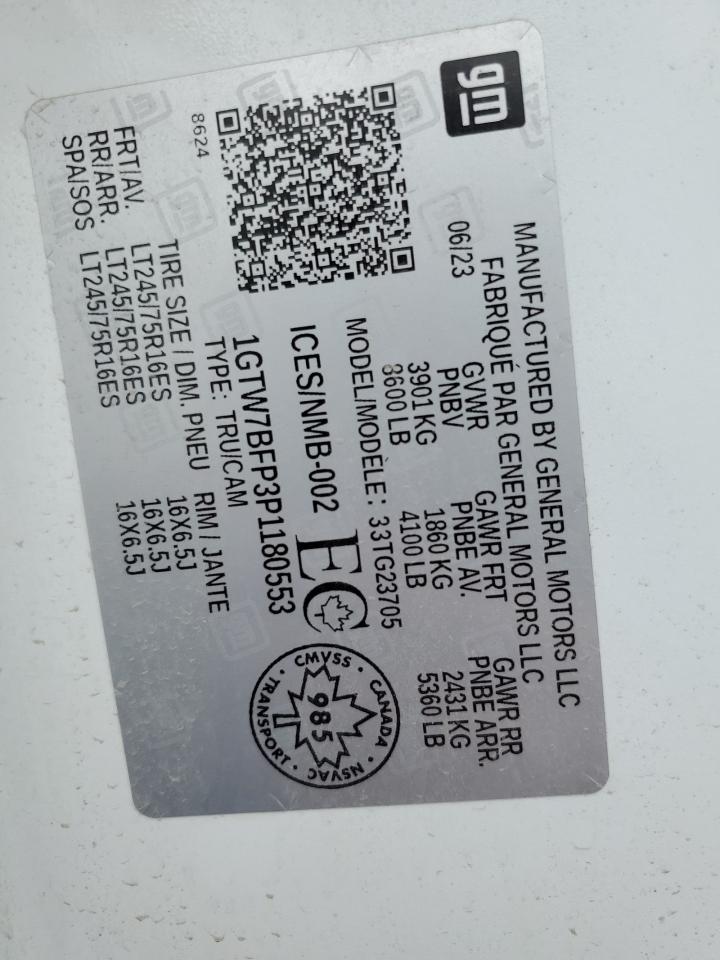 gm
MANUFACTURED BY GENERAL MOTORS LLC
FABRIQUÉ PAR GENERAL MOTORS LLC
06/23 GVWR GAWR FRT GAWR RR
PNBV PNBE AV. PNBE ARR.
3901 KG 1860 KG 2431 KG
8600 LB 4100 LB 5360 LB
MODEL/MODÈLE: 33TG23705
ICES/NMB-002 EC
CMVSS • CANADA • NSVAC • TRANSPORT •
985
1GTW7BFP3P1180553
TYPE: TRU/CAM
8624
TIRE SIZE / DIM. PNEU RIM / JANTE
FRT/AV. LT245/75R16ES 16X6.5J
RR/ARR. LT245/75R16ES 16X6.5J
SPA/SOS LT245/75R16ES 16X6.5J